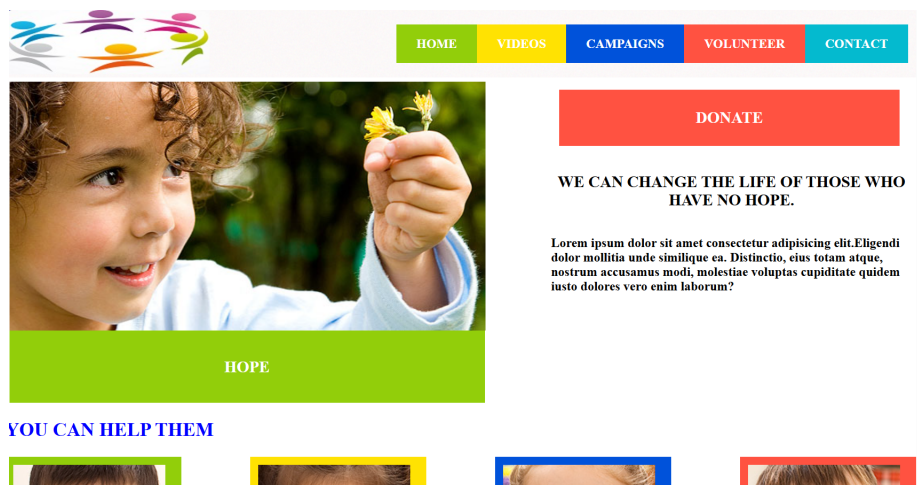 HOME VIDEOS CAMPAIGNS VOLUNTEER CONTACT
DONATE
WE CAN CHANGE THE LIFE OF THOSE WHO
HAVE NO HOPE.
Lorem ipsum dolor sit amet consectetur adipisicing elit.Eligendi
dolor mollitia unde similique ea. Distinctio, eius totam atque,
nostrum accusamus modi, molestiae voluptas cupiditate quidem
iusto dolores vero enim laborum?
HOPE
YOU CAN HELP THEM